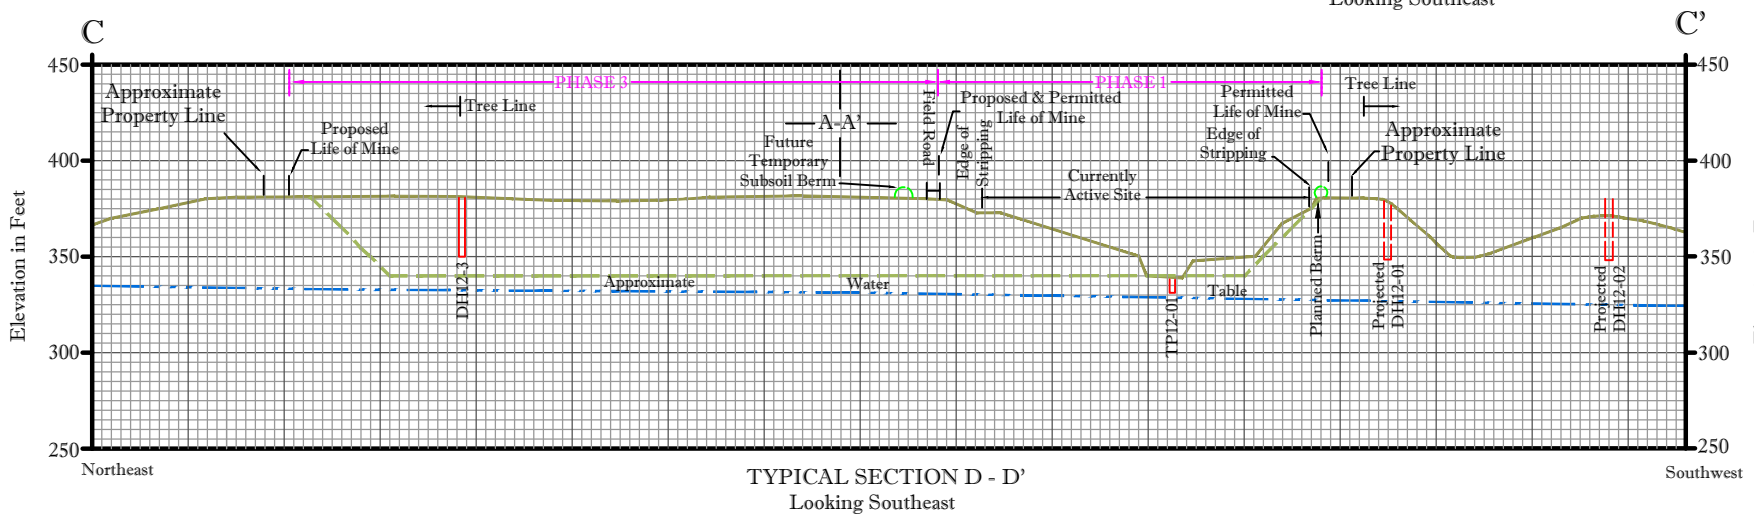 Looking Southeast
C
C’
450
450
PHASE 3
PHASE 1
Tree Line
Approximate
Property Line
Tree Line
Proposed
Life of Mine
A-A’
Future
Temporary
Subsoil Berm
Field Road
Proposed & Permitted
Life of Mine
Edge of
Stripping
Currently
Active Site
Permitted
Life of Mine
Edge of
Stripping
Approximate
Property Line
400
400
Elevation in Feet
350
350
Approximate
Water
Table
DH12-3
TP12-01
Planned Berm
Projected
DH12-01
Projected
DH12-02
300
300
250
250
Northeast
Southwest
TYPICAL SECTION D - D’
Looking Southeast